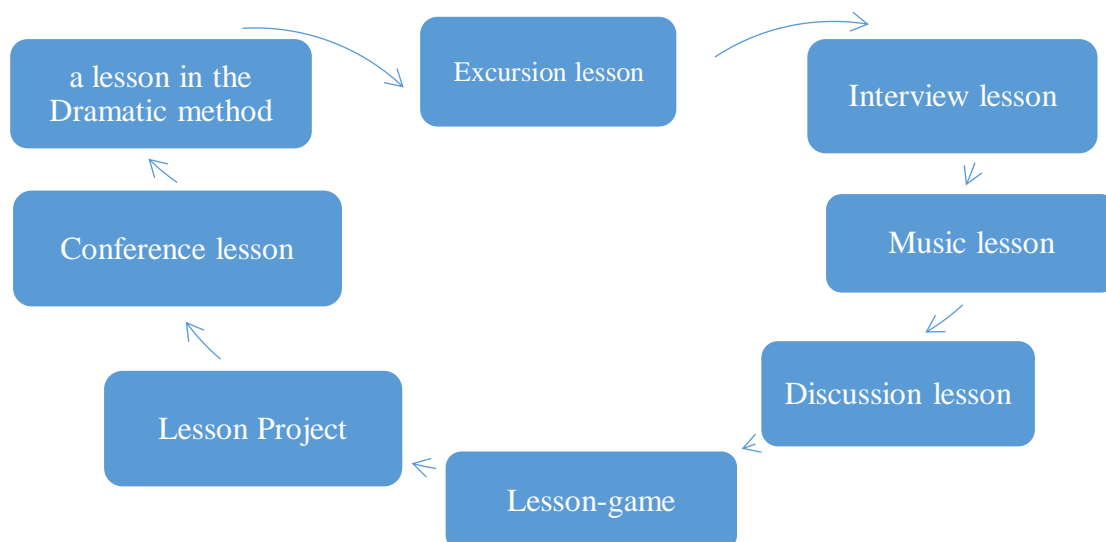 a lesson in the
Dramatic method
Excursion lesson
Interview lesson
Music lesson
Discussion lesson
Lesson-game
Lesson Project
Conference lesson